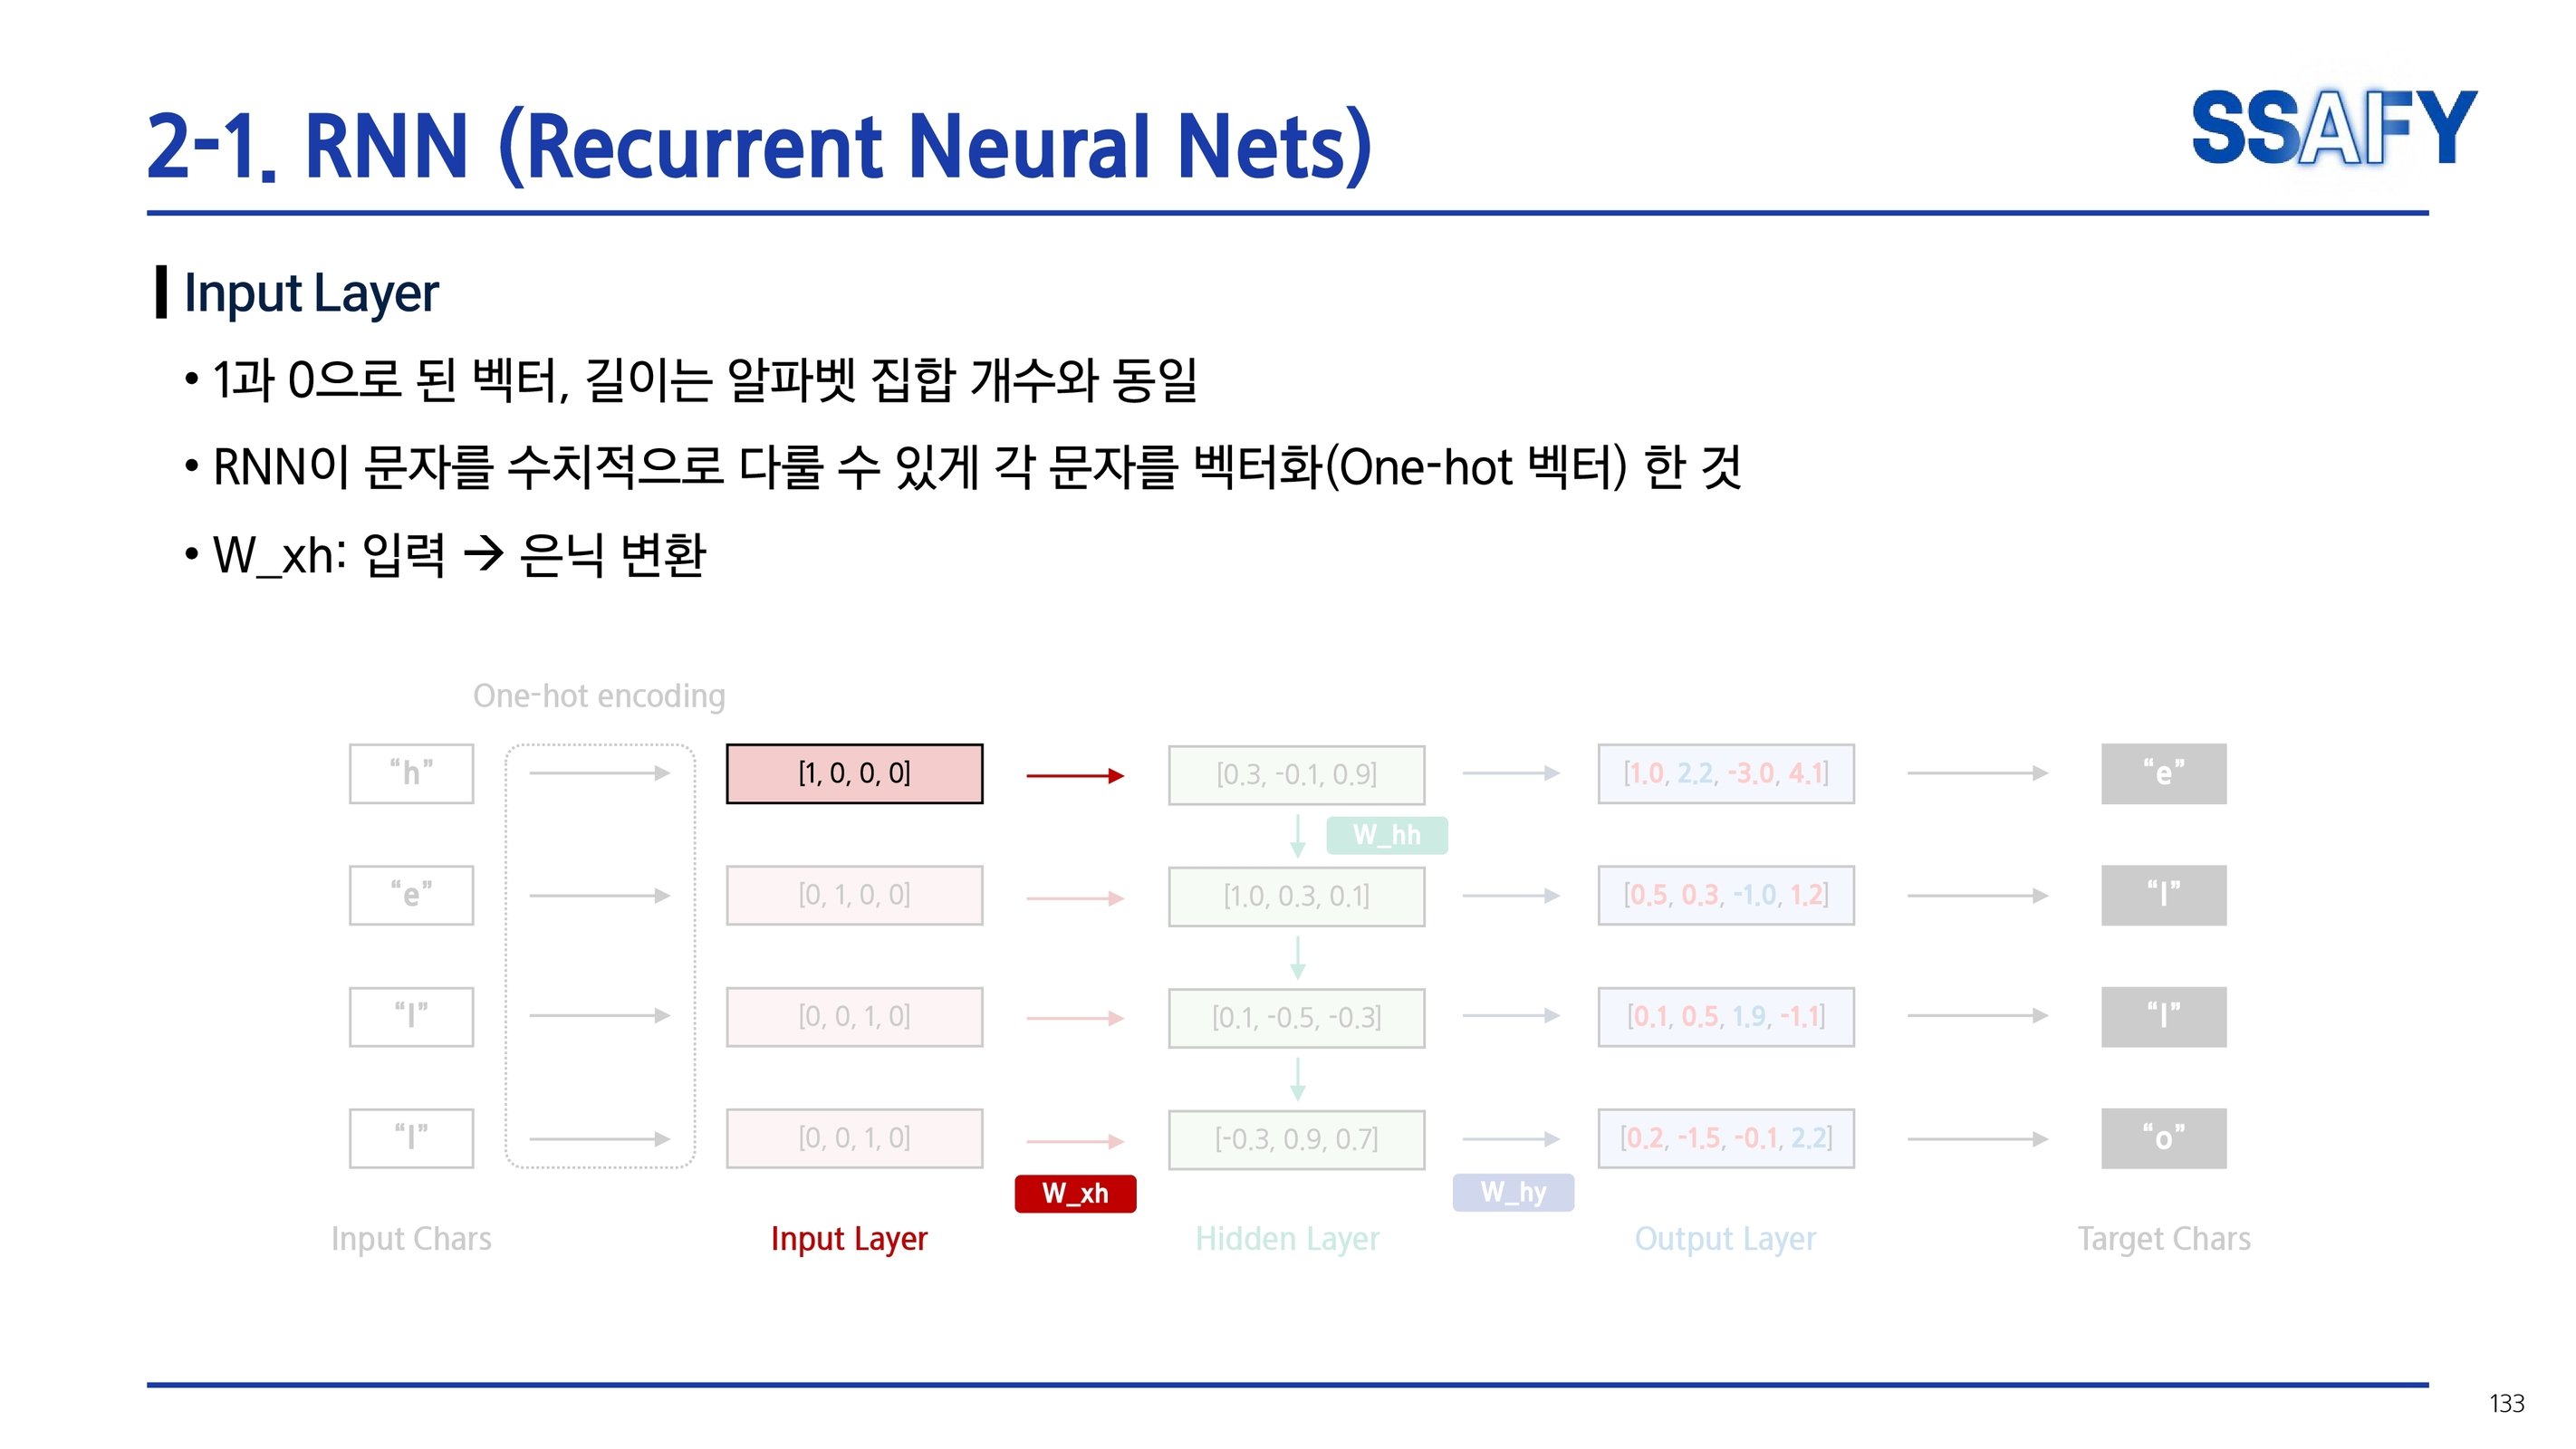 2-1. RNN (Recurrent Neural Nets)
SSAFY
Input Layer
• 1과 0으로 된 벡터, 길이는 알파벳 집합 개수와 동일
• RNN이 문자를 수치적으로 다룰 수 있게 각 문자를 벡터화(One-hot 벡터) 한 것
• W_xh: 입력 → 은닉 변환
One-hot encoding
“h” [1, 0, 0, 0] [0.3, -0.1, 0.9] [1.0, 2.2, -3.0, 4.1] “e”
W_hh
“e” [0, 1, 0, 0] [1.0, 0.3, 0.1] [0.5, 0.3, -1.0, 1.2] “l”
“l” [0, 0, 1, 0] [0.1, -0.5, -0.3] [0.1, 0.5, 1.9, -1.1] “l”
“l” [0, 0, 1, 0] [-0.3, 0.9, 0.7] [0.2, -1.5, -0.1, 2.2] “o”
W_xh W_hy
Input Chars Input Layer Hidden Layer Output Layer Target Chars
133